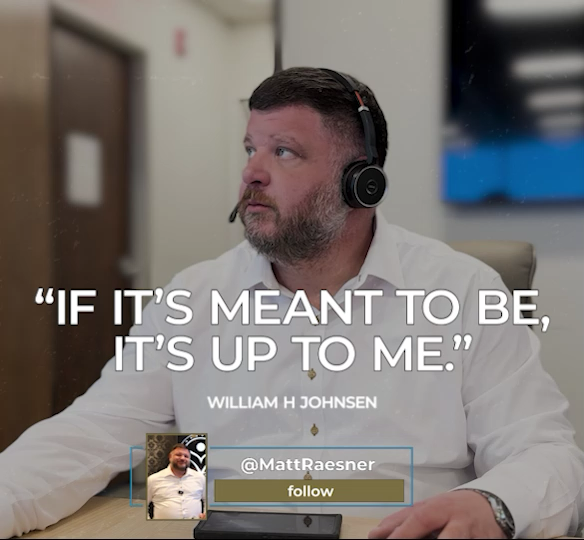 “IF IT’S MEANT TO BE,
IT’S UP TO ME.”
WILLIAM H JOHNSEN
@MattRaesner
follow